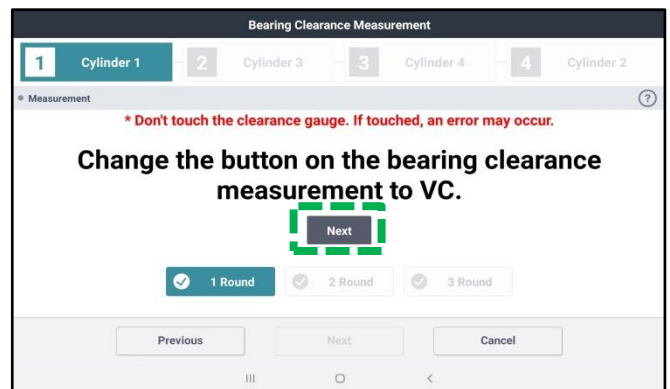 Bearing Clearance Measurement
1 Cylinder 1 2 Cylinder 3 3 Cylinder 4 4 Cylinder 2
Measurement ?
* Don't touch the clearance gauge. If touched, an error may occur.
Change the button on the bearing clearance
measurement to VC.
Next
1 Round 2 Round 3 Round
Previous Next Cancel